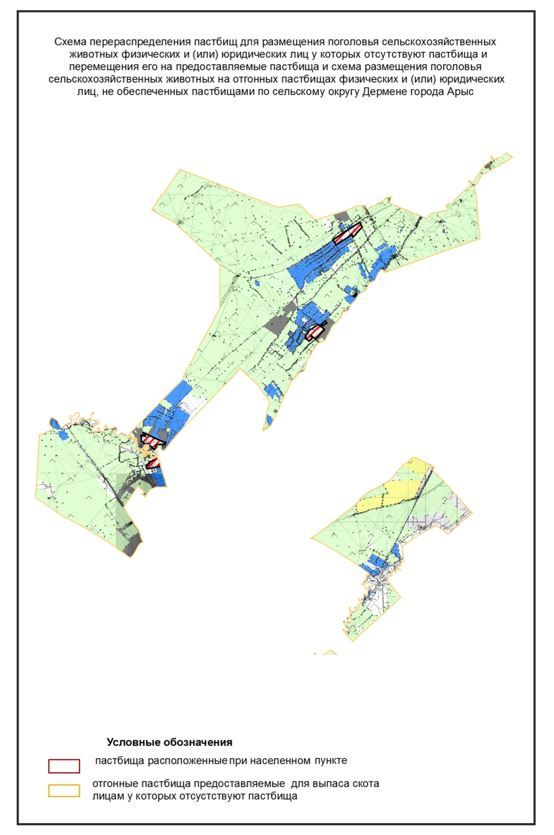 Схема перераспределения пастбищ для размещения поголовья сельскохозяйственных
животных физических и (или) юридических лиц у которых отсутствуют пастбища и
перемещения его на предоставляемые пастбища и схема размещения поголовья
сельскохозяйственных животных на отгонных пастбищах физических и (или) юридических
лиц, не обеспеченных пастбищами по сельскому округу Дермене города Арыс
Условные обозначения
пастбища расположенные при населенном пункте
отгонные пастбища предоставляемые для выпаса скота
лицам у которых отсустствуют пастбища